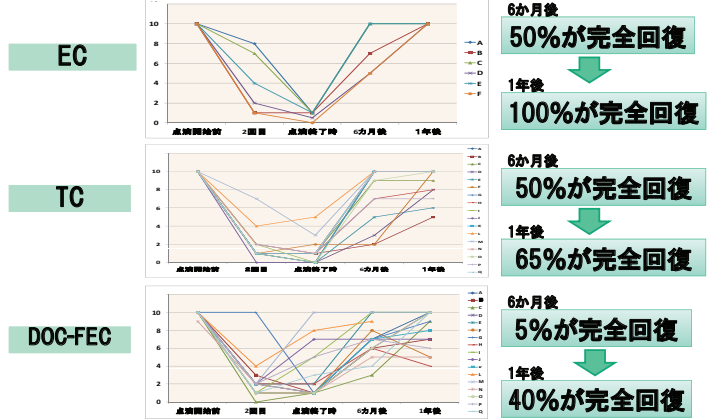 EC
10
8
6
4
2
0
点滴開始前 2回目 点滴終了時 6カ月後 1年後
A
B
C
D
E
F
6か月後
50%が完全回復
1年後
100%が完全回復
TC
10
8
6
4
2
0
点滴開始前 2回目 点滴終了時 6カ月後 1年後
A
B
C
D
E
F
G
H
I
J
K
L
M
N
O
P
Q
6か月後
50%が完全回復
1年後
65%が完全回復
DOC-FEC
10
8
6
4
2
0
点滴開始前 2回目 点滴終了時 6カ月後 1年後
A
B
C
D
E
F
G
H
I
J
K
L
M
N
O
P
Q
6か月後
5%が完全回復
1年後
40%が完全回復